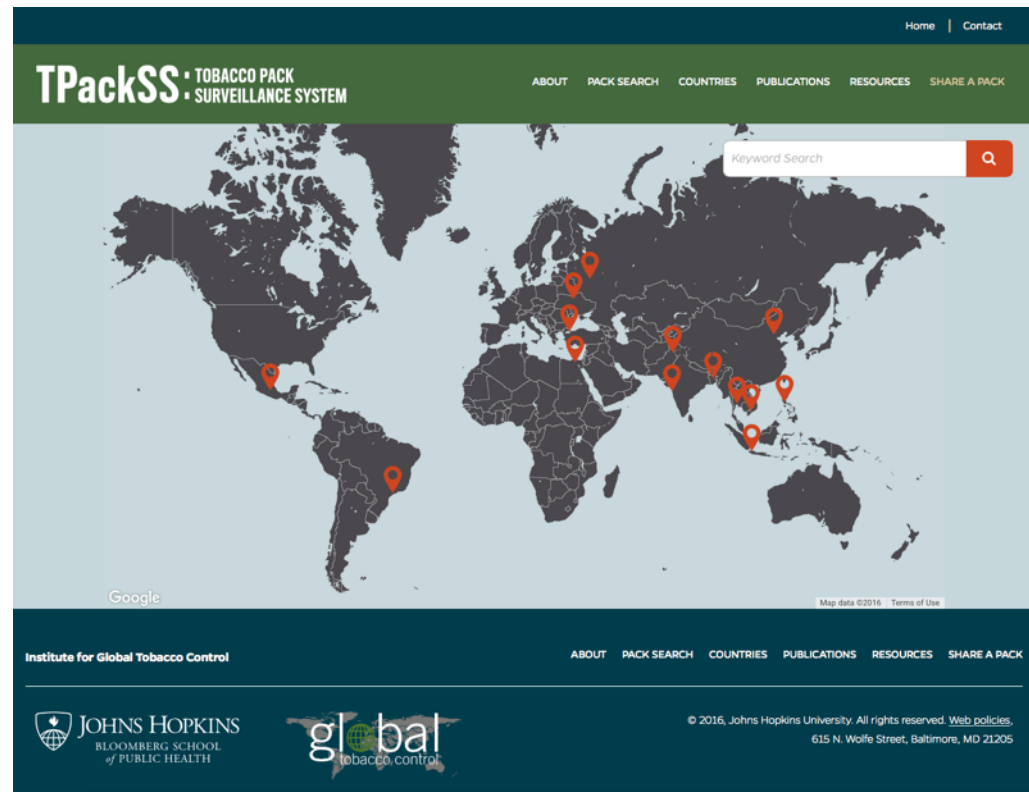 Home | Contact
TPackSS: TOBACCO PACK
SURVEILLANCE SYSTEM
ABOUT PACK SEARCH COUNTRIES PUBLICATIONS RESOURCES SHARE A PACK
Keyword Search
Google
Map data ©2016 Terms of Use
Institute for Global Tobacco Control
ABOUT PACK SEARCH COUNTRIES PUBLICATIONS RESOURCES SHARE A PACK
JOHNS HOPKINS
BLOOMBERG SCHOOL
of PUBLIC HEALTH
global
tobacco control
© 2016, Johns Hopkins University. All rights reserved. Web policies,
615 N. Wolfe Street, Baltimore, MD 21205